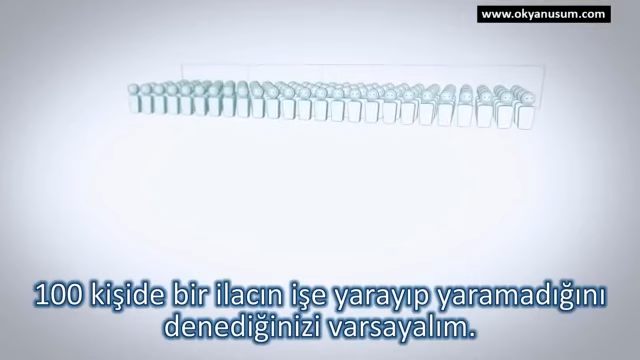 www.okyanusum.com
100 kişide bir ilacın işe yarayıp yaramadığını
denediğinizi varsayalım.